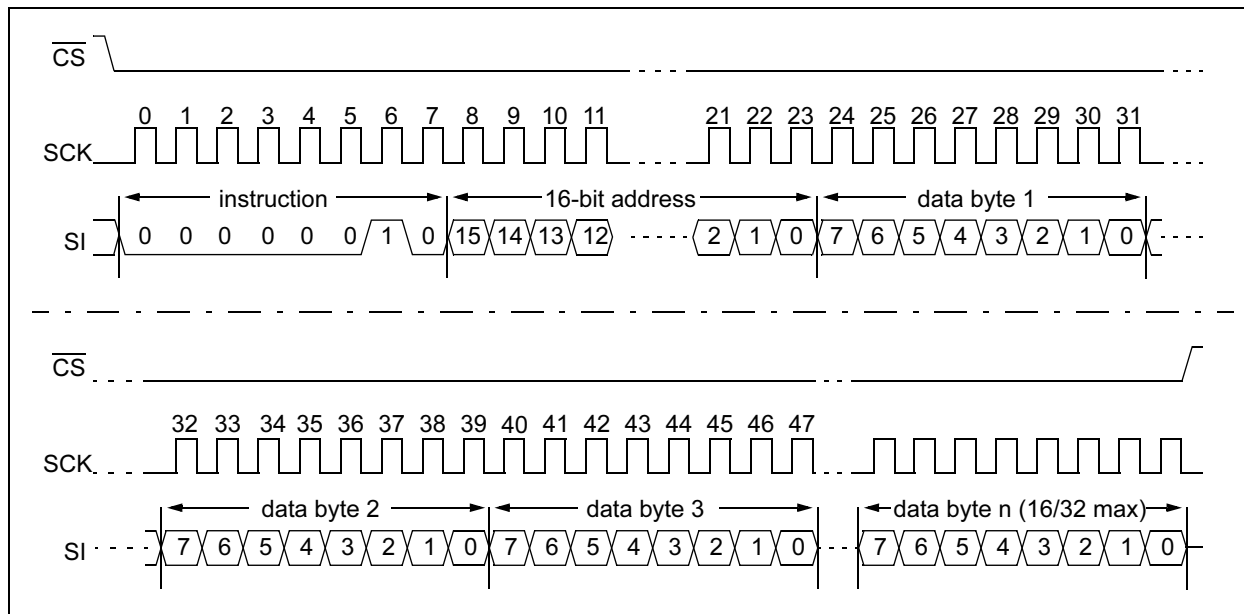 CS
0 1 2 3 4 5 6 7 8 9 10 11 21 22 23 24 25 26 27 28 29 30 31
SCK
instruction 16-bit address data byte 1
SI 0 0 0 0 0 0 1 0 15 14 13 12 2 1 0 7 6 5 4 3 2 1 0
CS
32 33 34 35 36 37 38 39 40 41 42 43 44 45 46 47
SCK
data byte 2 data byte 3 data byte n (16/32 max)
SI 7 6 5 4 3 2 1 0 7 6 5 4 3 2 1 0 7 6 5 4 3 2 1 0